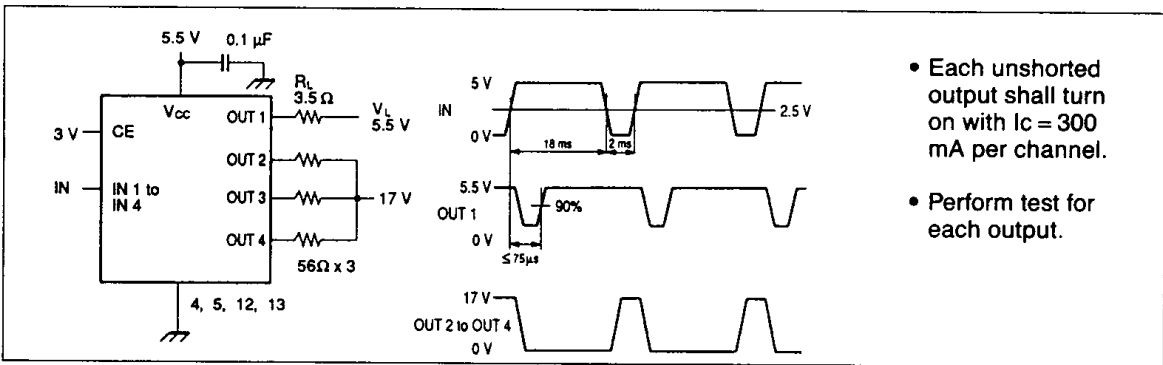 5.5 V
0.1 µF
Vcc
CE
3 V
IN
IN 1 to
IN 4
OUT 1
OUT 2
OUT 3
OUT 4
RL
3.5 Ω
VL
5.5 V
17 V
56Ω x 3
4, 5, 12, 13
5 V
IN
0 V
2.5 V
18 ms
2 ms
5.5 V
OUT 1
0 V
90%
≤ 75µs
17 V
OUT 2 to OUT 4
0 V
• Each unshorted
output shall turn
on with Ic = 300
mA per channel.
• Perform test for
each output.